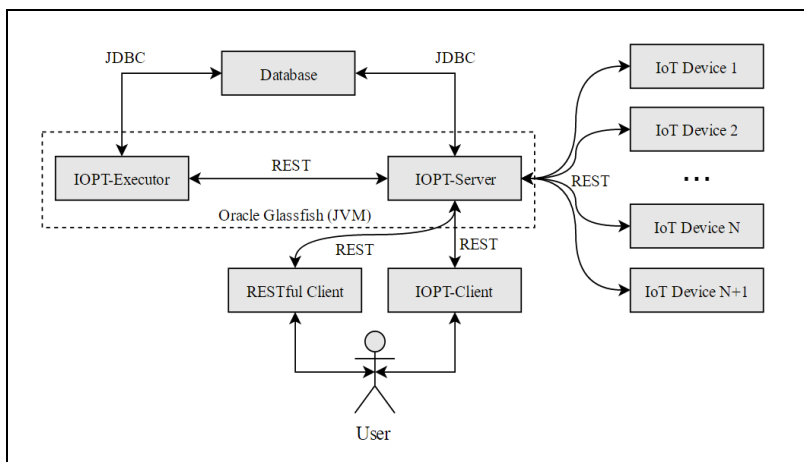 JDBC
JDBC
Database
IoT Device 1
IoT Device 2
IOPT-Executor
REST
IOPT-Server
REST
...
Oracle Glassfish (JVM)
IoT Device N
REST
REST
RESTful Client
IOPT-Client
IoT Device N+1
User